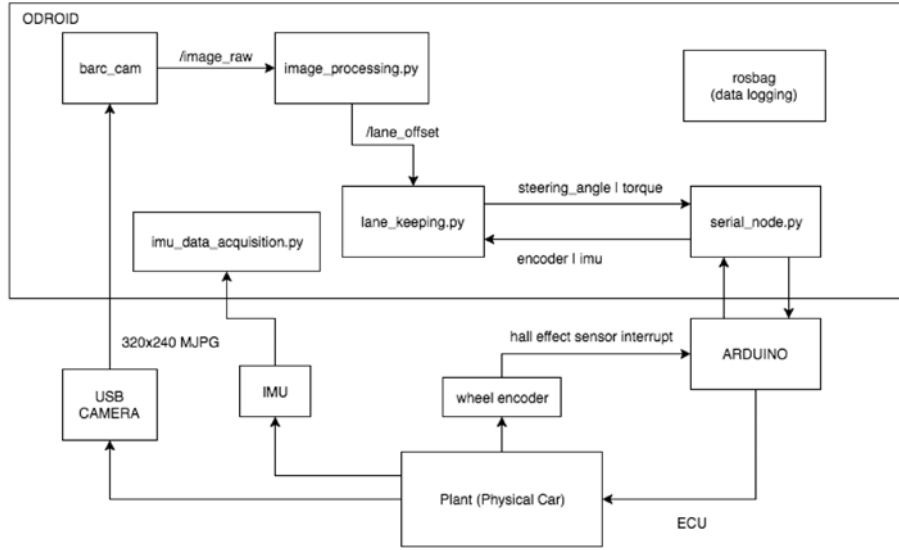 ODROID
barc_cam
/image_raw
image_processing.py
rosbag
(data logging)
/lane_offset
steering_angle | torque
lane_keeping.py
serial_node.py
imu_data_acquisition.py
encoder | imu
320x240 MJPG
hall effect sensor interrupt
ARDUINO
USB
CAMERA
IMU
wheel encoder
Plant (Physical Car)
ECU